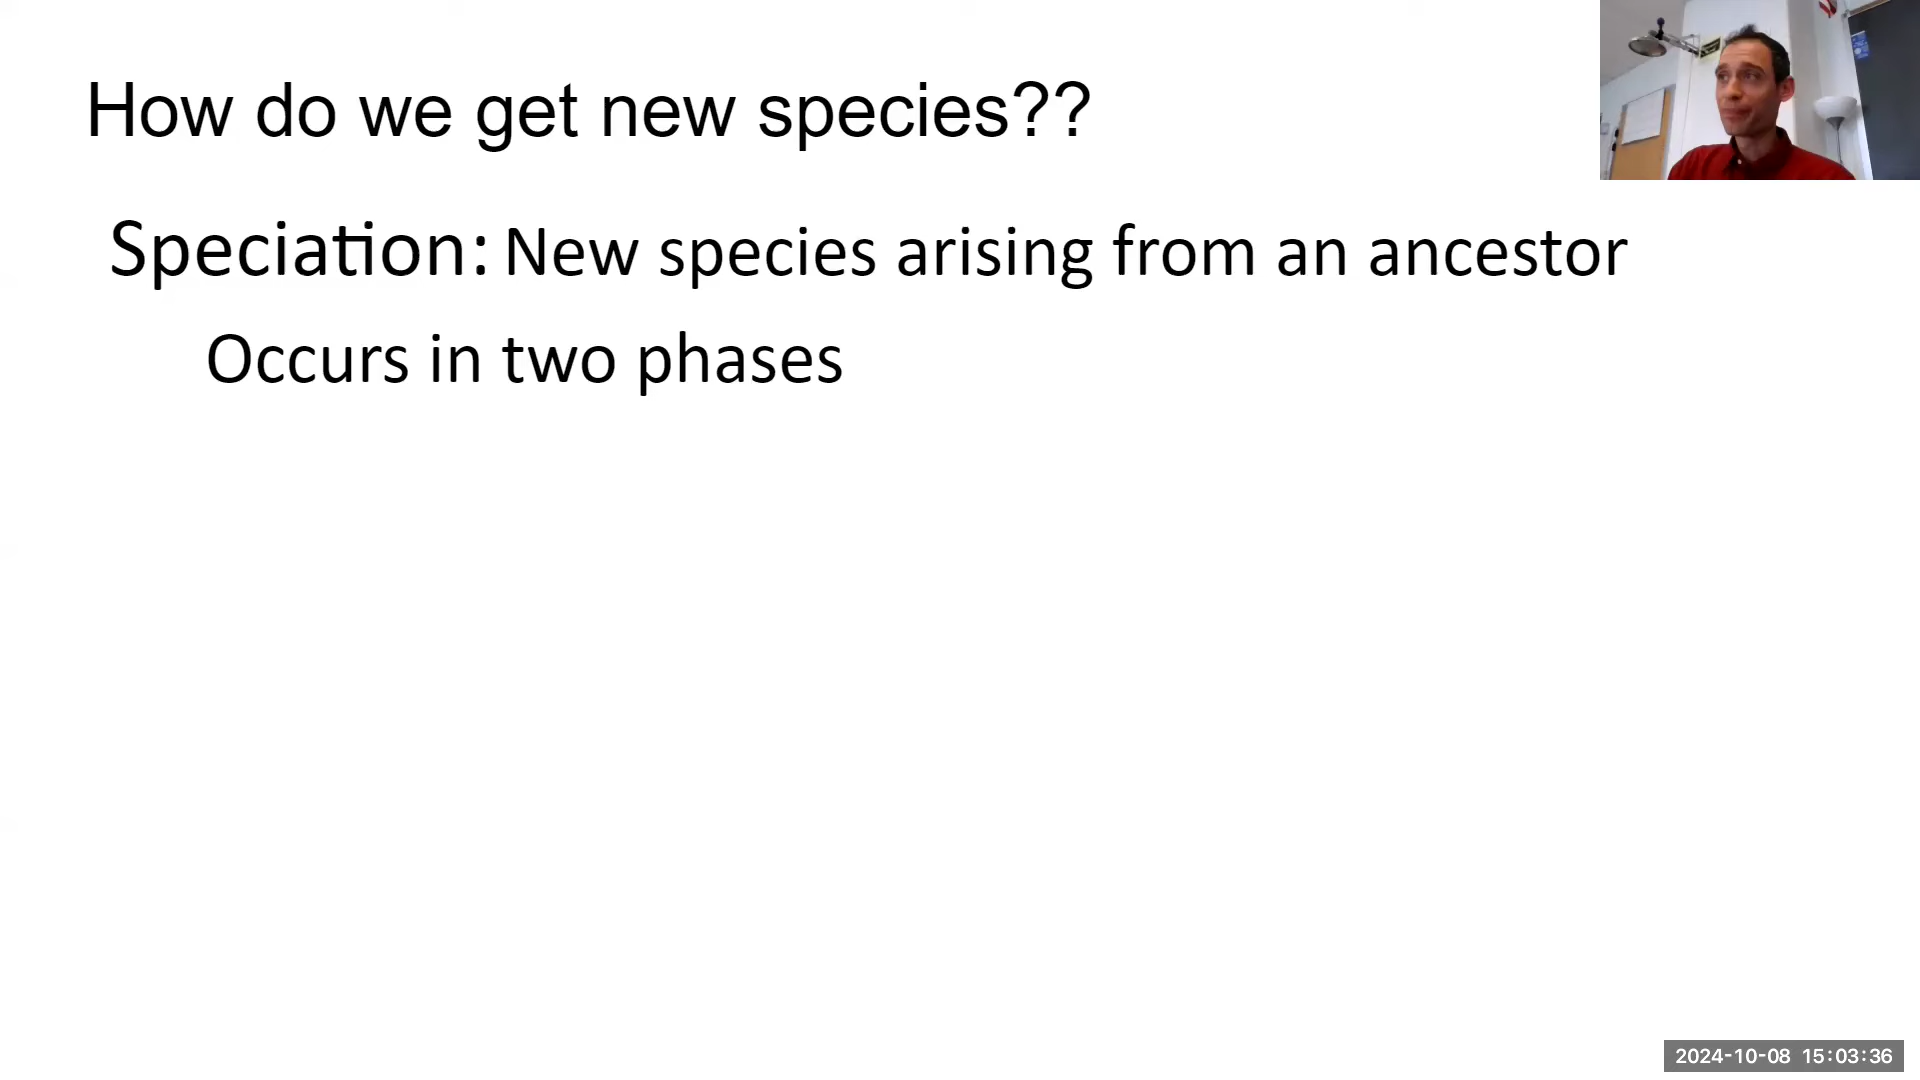 How do we get new species??
Speciation: New species arising from an ancestor
Occurs in two phases
2024-10-08 15:03:36